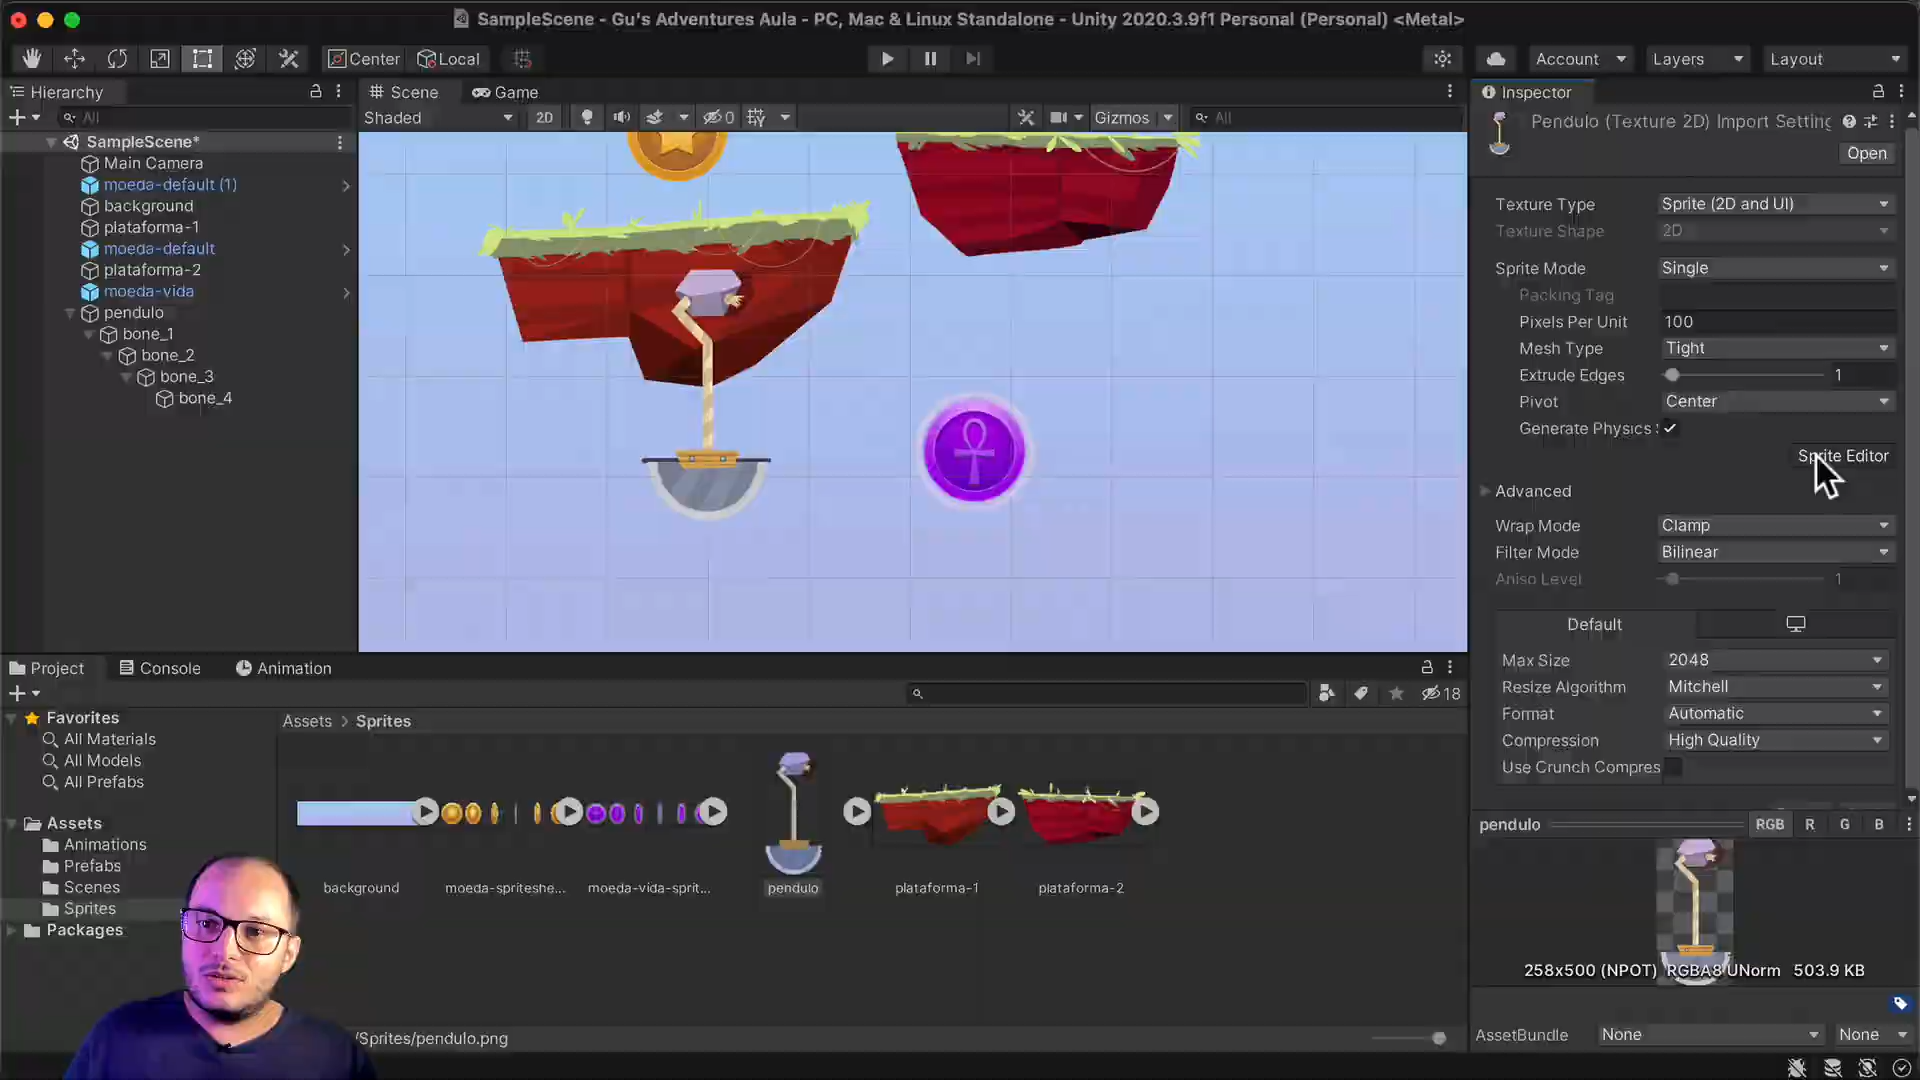 SampleScene - Gu's Adventures Aula - PC, Mac & Linux Standalone - Unity 2020.3.9f1 Personal (Personal) <Metal>
Center
Local
Account
Layers
Layout
Hierarchy
All
SampleScene*
Main Camera
moeda-default (1)
background
plataforma-1
moeda-default
plataforma-2
moeda-vida
pendulo
bone_1
bone_2
bone_3
bone_4
Scene
Game
Shaded
2D
0
Gizmos
All
Inspector
Pendulo (Texture 2D) Import Setting
Open
Texture Type
Sprite (2D and UI)
Texture Shape
2D
Sprite Mode
Single
Packing Tag
Pixels Per Unit
100
Mesh Type
Tight
Extrude Edges
1
Pivot
Center
Generate Physics
Sprite Editor
Advanced
Wrap Mode
Clamp
Filter Mode
Bilinear
Aniso Level
1
Default
Max Size
2048
Resize Algorithm
Mitchell
Format
Automatic
Compression
High Quality
Use Crunch Compres
pendulo
RGB
R
G
B
258x500 (NPOT) RGBA8 UNorm 503.9 KB
AssetBundle
None
None
Project
Console
Animation
18
Favorites
All Materials
All Models
All Prefabs
Assets
Animations
Prefabs
Scenes
Sprites
Packages
Assets > Sprites
background
moeda-spriteshe...
moeda-vida-sprit...
pendulo
plataforma-1
plataforma-2
/Sprites/pendulo.png